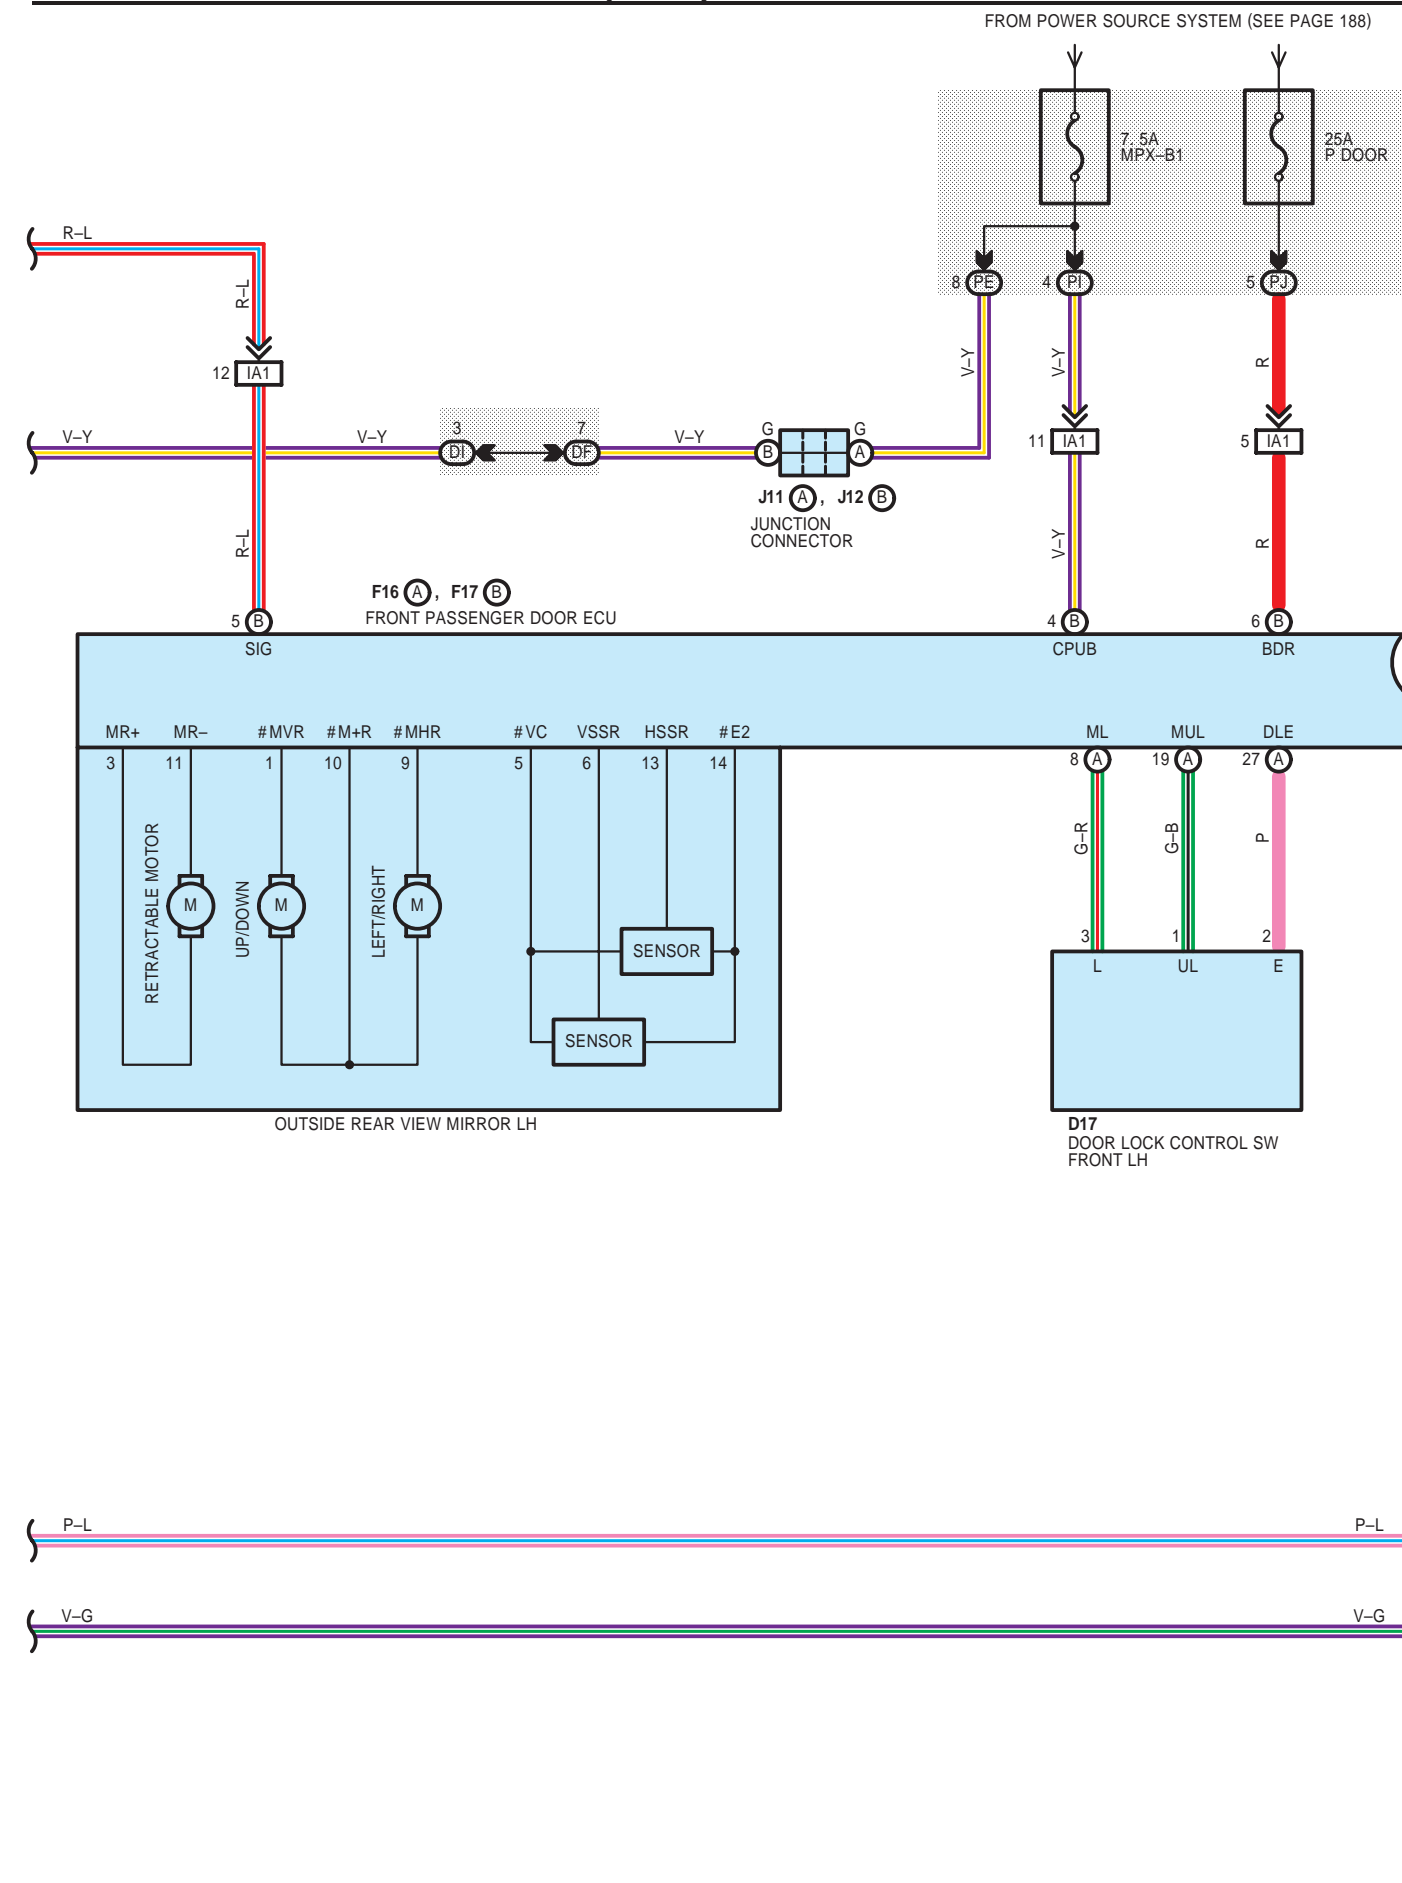 FROM POWER SOURCE SYSTEM (SEE PAGE 188)
7. 5A
MPX–B1
25A
P DOOR
R–L
R–L
8 PE
4 PI
5 PJ
V–Y
V–Y
R
12 IA1
V–Y
V–Y
3
DI
7
DF
V–Y
G
B
G
A
11 IA1
5 IA1
J11 A , J12 B
JUNCTION
CONNECTOR
R–L
V–Y
R
F16 A , F17 B
FRONT PASSENGER DOOR ECU
5 B
4 B
6 B
SIG
CPUB
BDR
MR+ MR– #MVR #M+R #MHR #VC VSSR HSSR #E2 ML MUL DLE
3 11 1 10 9 5 6 13 14 8 A 19 A 27 A
RETRACTABLE MOTOR
M
UP/DOWN
M
LEFT/RIGHT
M
SENSOR
SENSOR
G–R
G–B
P
3 1 2
L UL E
OUTSIDE REAR VIEW MIRROR LH
D17
DOOR LOCK CONTROL SW
FRONT LH
P–L P–L
V–G V–G